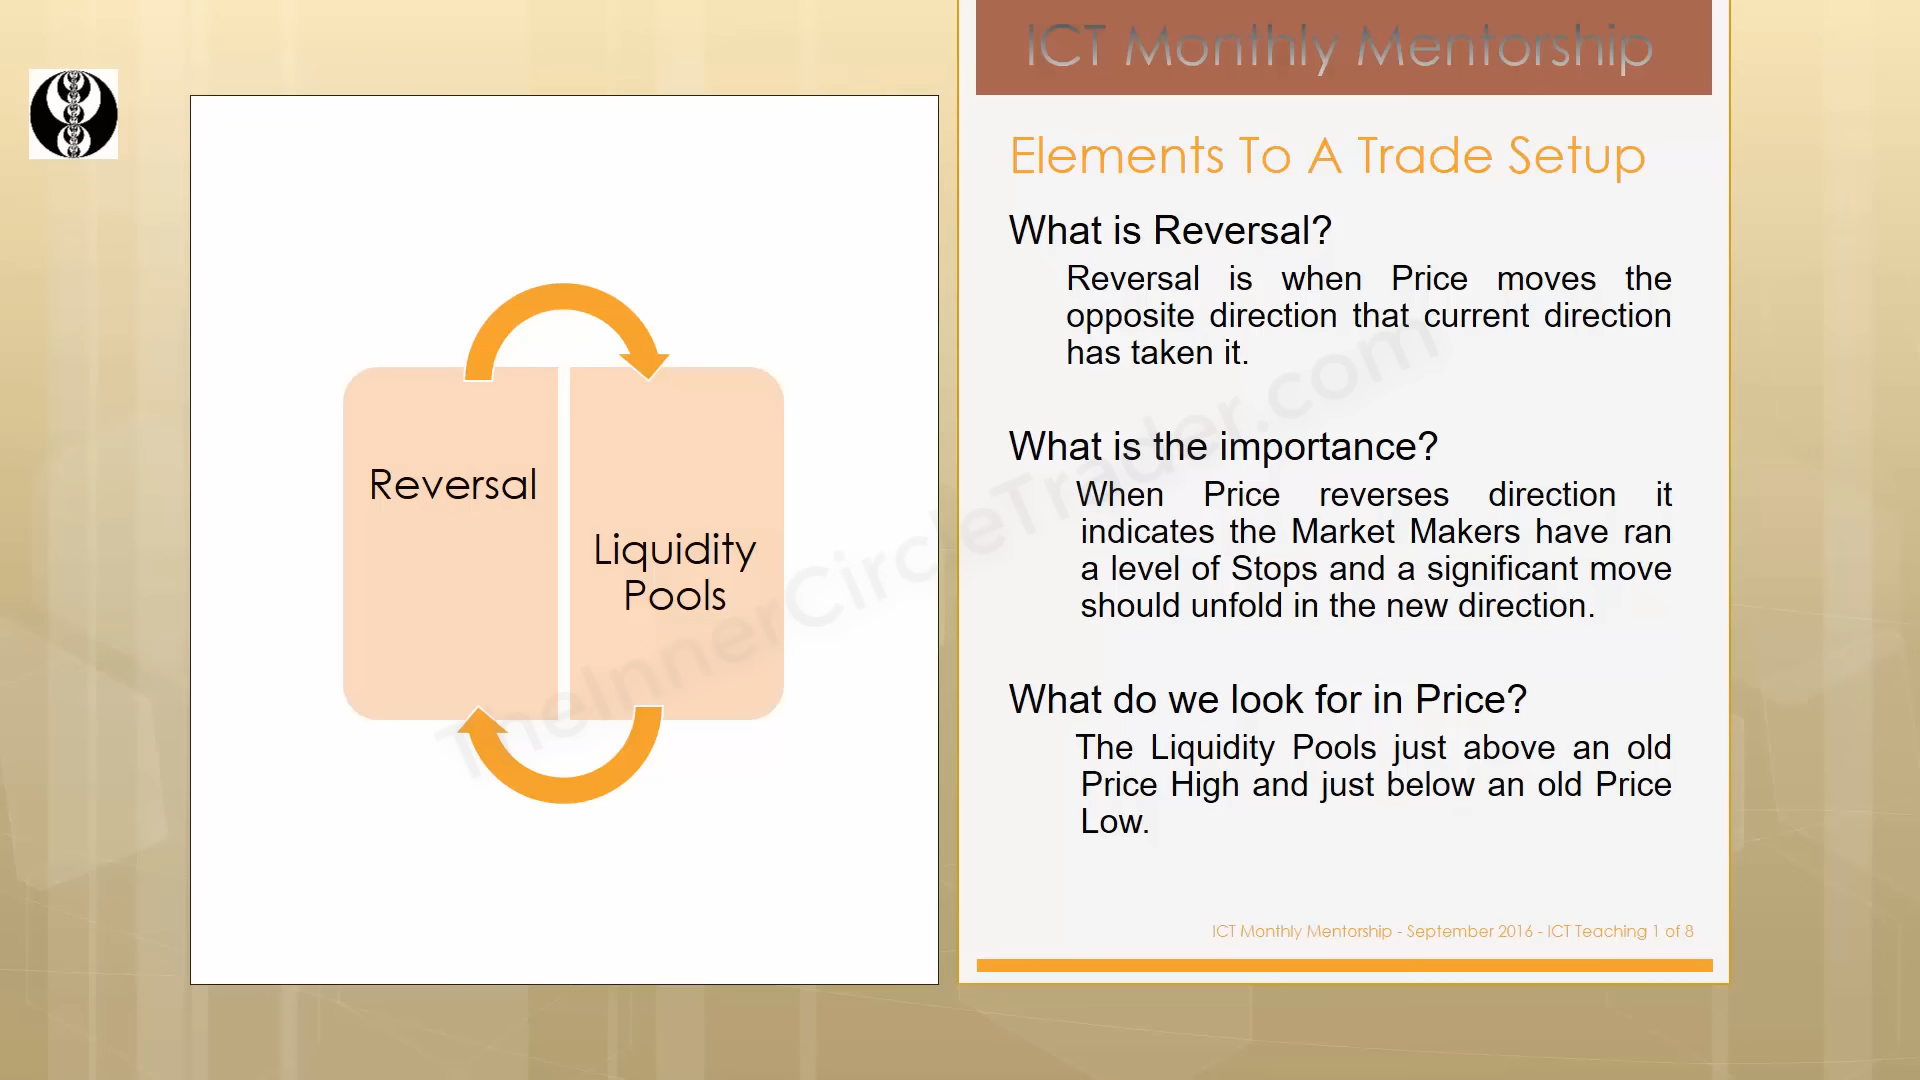 ICT Monthly Mentorship
Elements To A Trade Setup
What is Reversal?
Reversal is when Price moves the
opposite direction that current direction
has taken it.
What is the importance?
When Price reverses direction it
indicates the Market Makers have ran
a level of Stops and a significant move
should unfold in the new direction.
What do we look for in Price?
The Liquidity Pools just above an old
Price High and just below an old Price
Low.
Reversal
Liquidity
Pools
TheInnerCircleTrader.com
ICT Monthly Mentorship - September 2016 - ICT Teaching 1 of 8